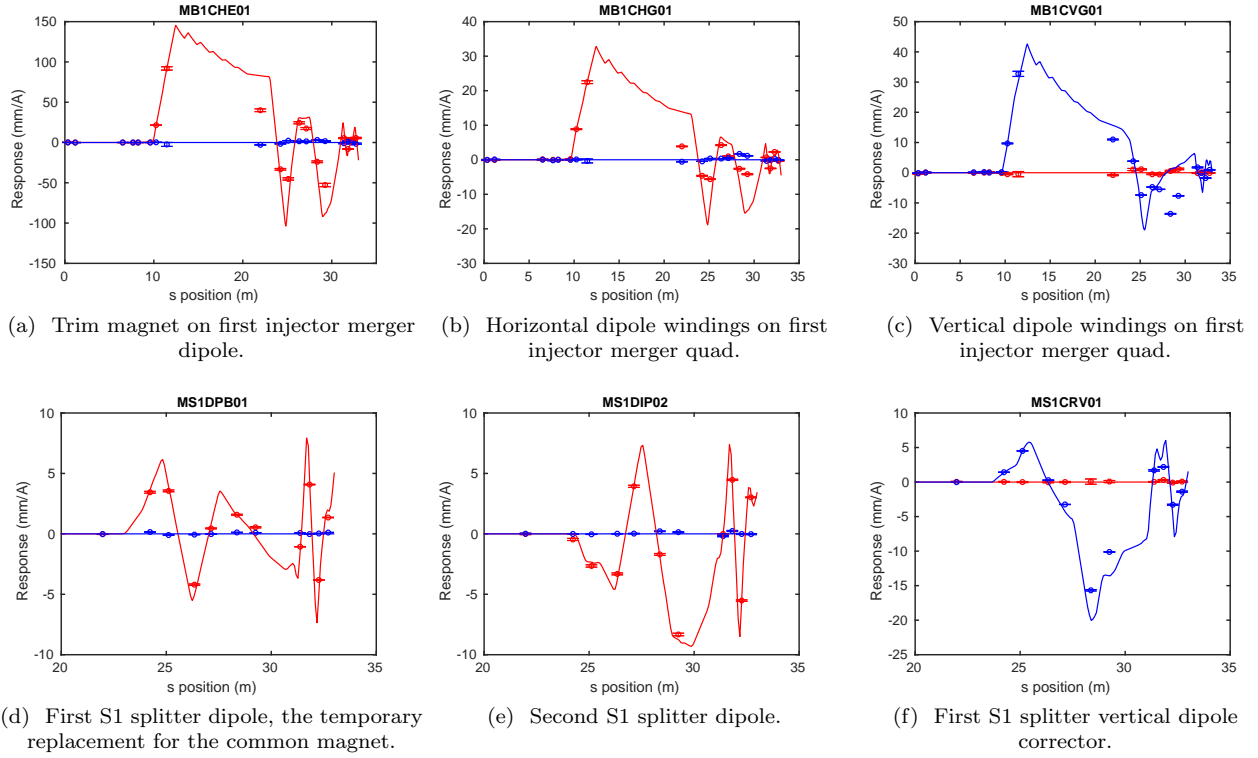 MB1CHE01
Response (mm/A)
150
100
50
0
-50
-100
-150
0 10 20 30
s position (m)
(a) Trim magnet on first injector merger
dipole.
MB1CHG01
Response (mm/A)
40
30
20
10
0
-10
-20
-30
0 5 10 15 20 25 30 35
s position (m)
(b) Horizontal dipole windings on first
injector merger quad.
MB1CVG01
Response (mm/A)
50
40
30
20
10
0
-10
-20
-30
0 5 10 15 20 25 30 35
s position (m)
(c) Vertical dipole windings on first
injector merger quad.
MS1DPB01
Response (mm/A)
10
5
0
-5
-10
20 25 30 35
s position (m)
(d) First S1 splitter dipole, the temporary
replacement for the common magnet.
MS1DIP02
Response (mm/A)
10
5
0
-5
-10
20 25 30 35
s position (m)
(e) Second S1 splitter dipole.
MS1CRV01
Response (mm/A)
10
5
0
-5
-10
-15
-20
-25
20 25 30 35
s position (m)
(f) First S1 splitter vertical dipole
corrector.